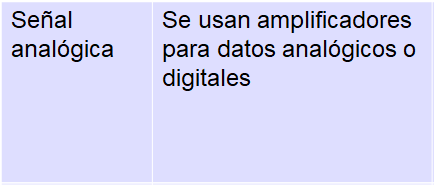 Señal
analógica
Se usan amplificadores
para datos analógicos o
digitales